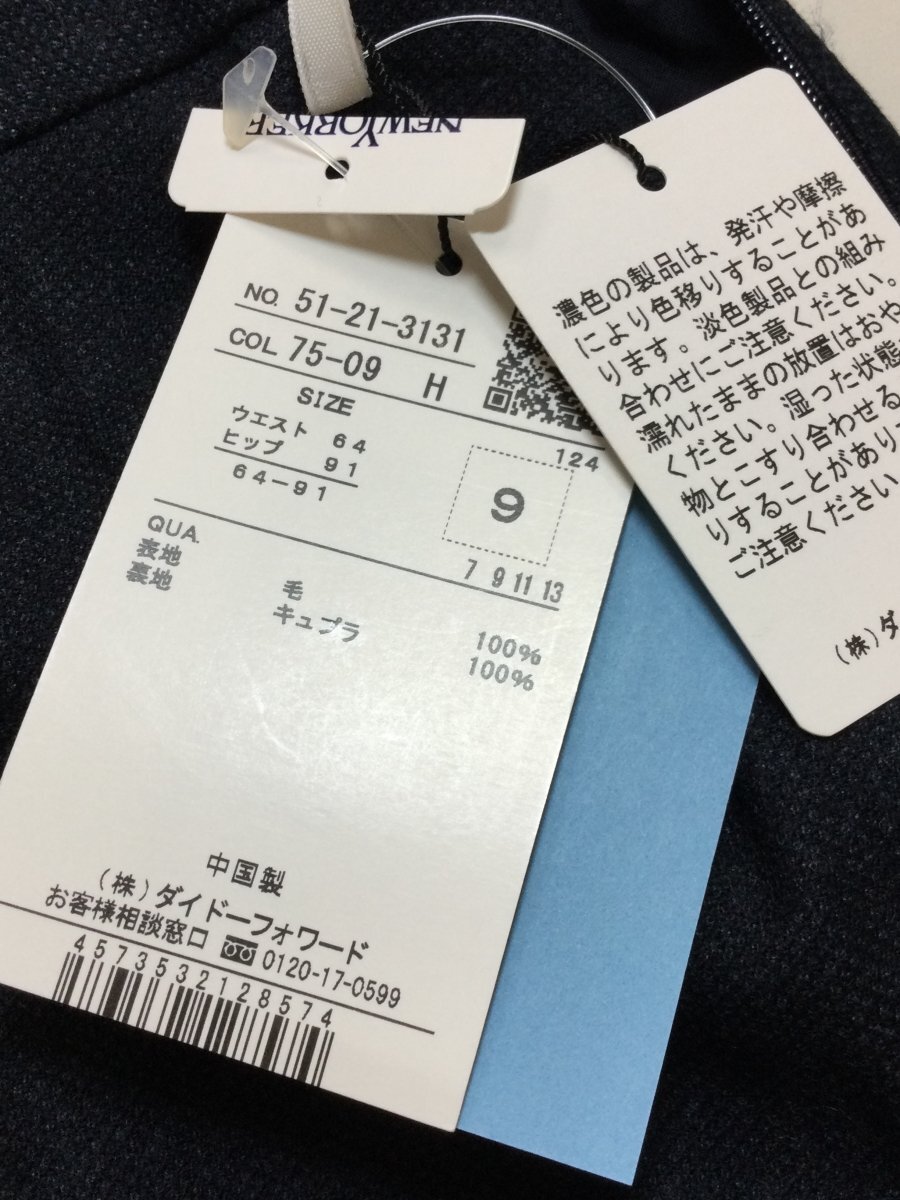 NEWYORKER
NO. 51-21-3131
COL 75-09 H
SIZE
ウエスト 64
ヒップ 91
64-91
124
9
7 9 11 13
QUA.
表地 毛 100%
裏地 キュプラ 100%
中国製
(株)ダイドーフォワード
お客様相談窓口 0120-17-0599
4573532128574
濃色の製品は、発汗や摩擦
により色移りすることがあ
ります。淡色製品との組み
合わせにご注意ください。
濡れたままの放置はおや
ください。湿った状態
物とこすり合わせる
りすることがあり
ご注意ください
(株)ダ